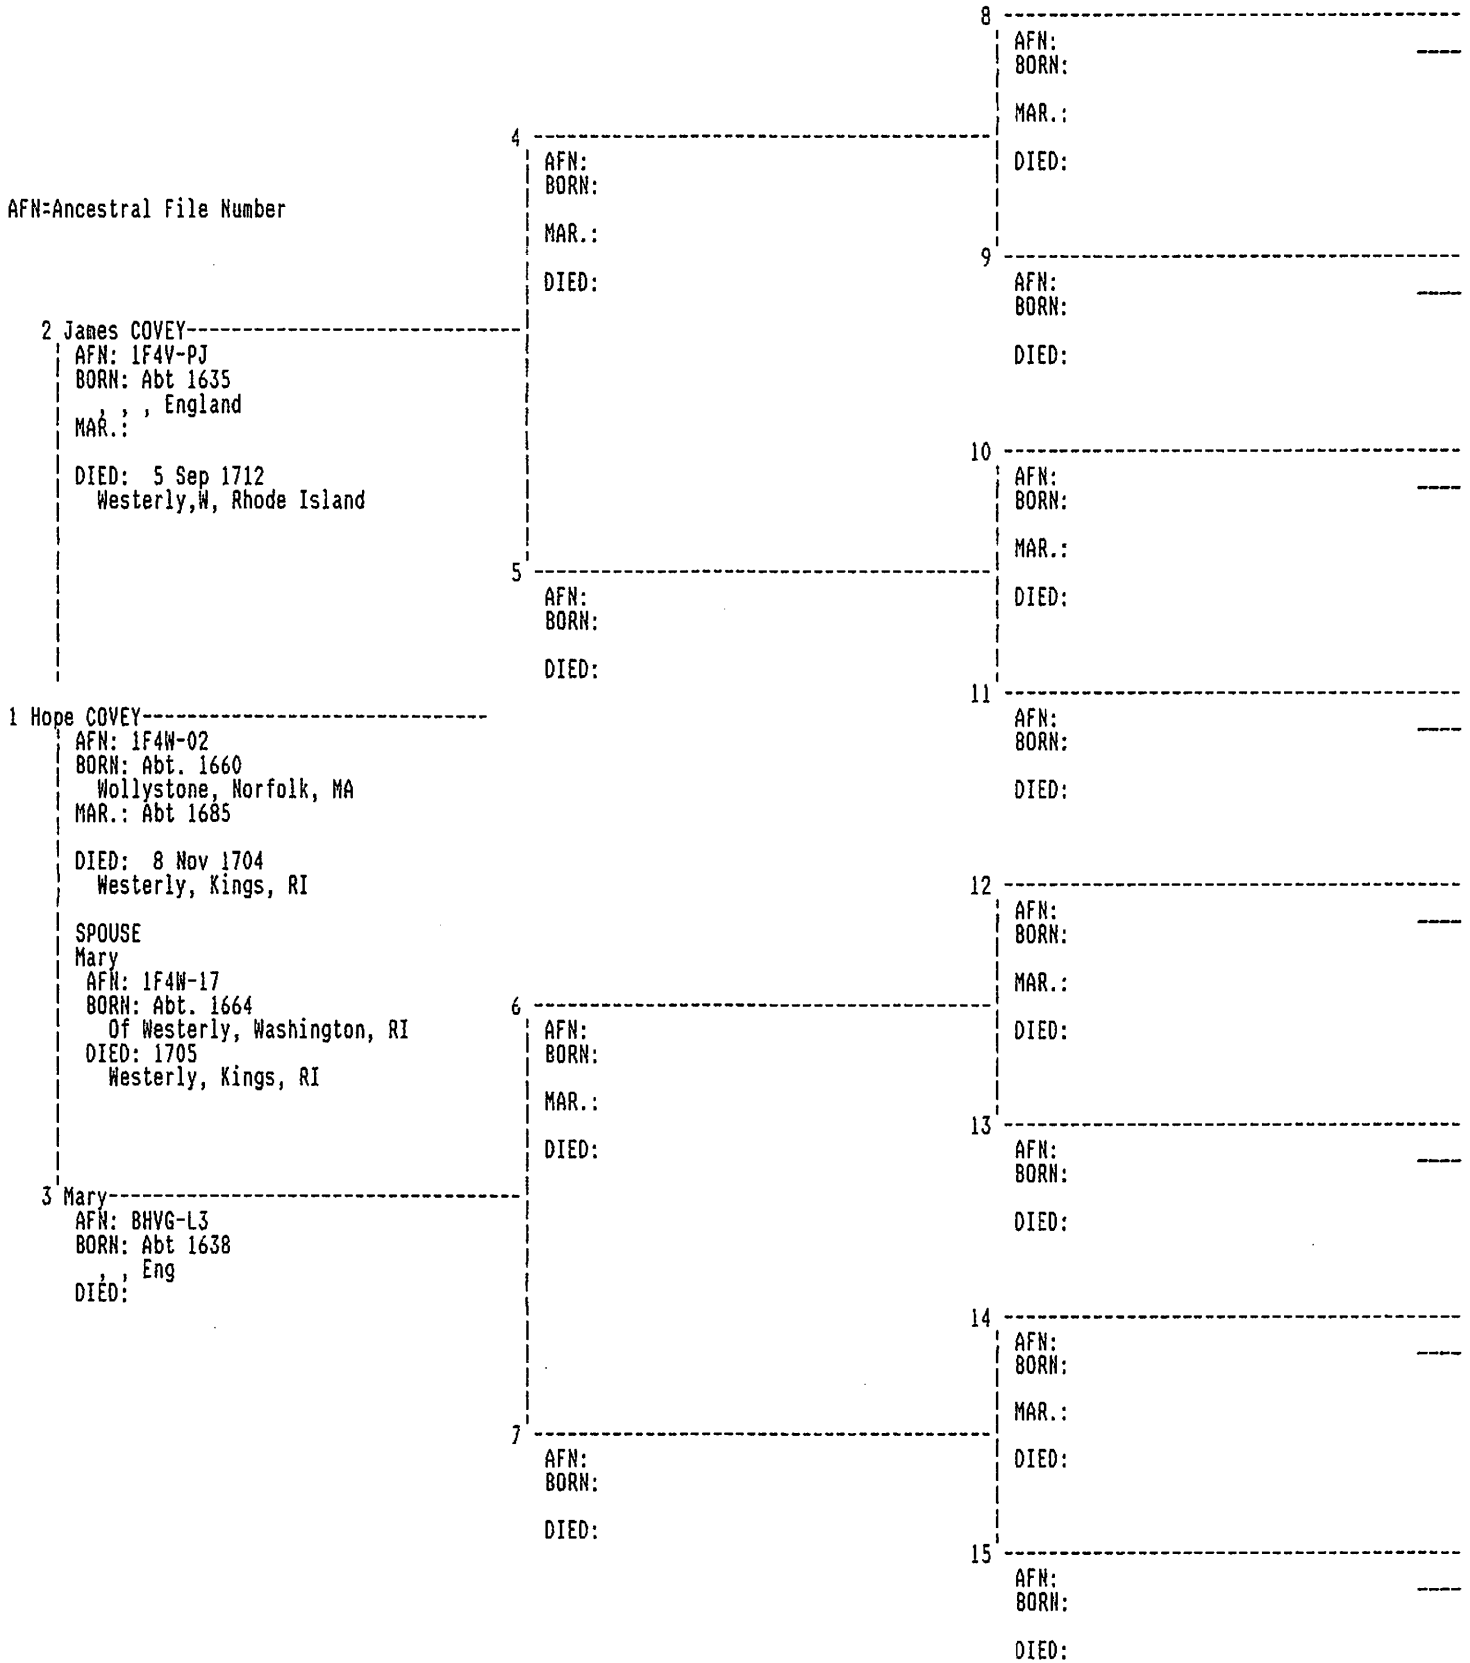 AFN=Ancestral File Number
2 James COVEY
AFN: 1F4V-PJ
BORN: Abt 1635
, , , England
MAR.:
DIED: 5 Sep 1712
Westerly,W, Rhode Island
1 Hope COVEY
AFN: 1F4W-02
BORN: Abt. 1660
Wollystone, Norfolk, MA
MAR.: Abt 1685
DIED: 8 Nov 1704
Westerly, Kings, RI
SPOUSE
Mary
AFN: 1F4W-17
BORN: Abt. 1664
Of Westerly, Washington, RI
DIED: 1705
Westerly, Kings, RI
3 Mary
AFN: BHVG-L3
BORN: Abt 1638
, , Eng
DIED:
4
AFN:
BORN:
MAR.:
DIED:
5
AFN:
BORN:
DIED:
6
AFN:
BORN:
MAR.:
DIED:
7
AFN:
BORN:
DIED:
8
AFN:
BORN:
MAR.:
DIED:
9
AFN:
BORN:
DIED:
10
AFN:
BORN:
MAR.:
DIED:
11
AFN:
BORN:
DIED:
12
AFN:
BORN:
MAR.:
DIED:
13
AFN:
BORN:
DIED:
14
AFN:
BORN:
MAR.:
DIED:
15
AFN:
BORN:
DIED: